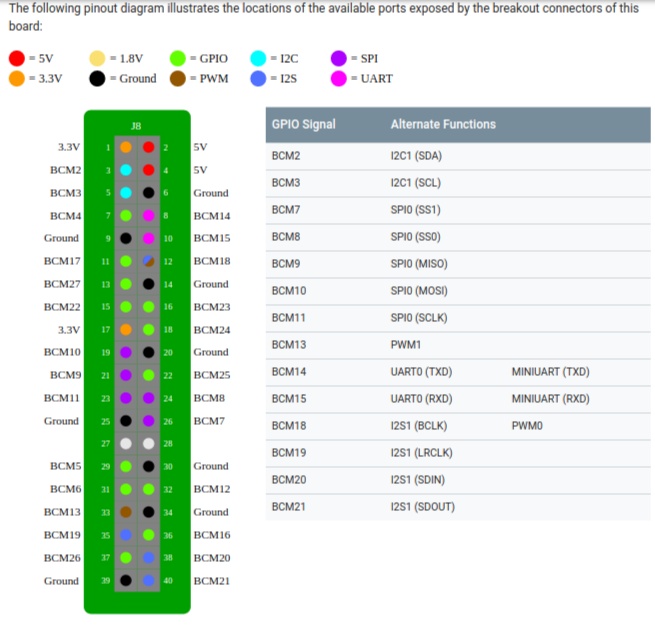 The following pinout diagram illustrates the locations of the available ports exposed by the breakout connectors of this
board:
= 5V = 1.8V = GPIO = I2C = SPI
= 3.3V = Ground = PWM = I2S = UART
J8
3.3V 1 2 5V
BCM2 3 4 5V
BCM3 5 6 Ground
BCM4 7 8 BCM14
Ground 9 10 BCM15
BCM17 11 12 BCM18
BCM27 13 14 Ground
BCM22 15 16 BCM23
3.3V 17 18 BCM24
BCM10 19 20 Ground
BCM9 21 22 BCM25
BCM11 23 24 BCM8
Ground 25 26 BCM7
27 28
BCM5 29 30 Ground
BCM6 31 32 BCM12
BCM13 33 34 Ground
BCM19 35 36 BCM16
BCM26 37 38 BCM20
Ground 39 40 BCM21
GPIO Signal Alternate Functions
BCM2 I2C1 (SDA)
BCM3 I2C1 (SCL)
BCM7 SPI0 (SS1)
BCM8 SPI0 (SS0)
BCM9 SPI0 (MISO)
BCM10 SPI0 (MOSI)
BCM11 SPI0 (SCLK)
BCM13 PWM1
BCM14 UART0 (TXD) MINIUART (TXD)
BCM15 UART0 (RXD) MINIUART (RXD)
BCM18 I2S1 (BCLK) PWM0
BCM19 I2S1 (LRCLK)
BCM20 I2S1 (SDIN)
BCM21 I2S1 (SDOUT)